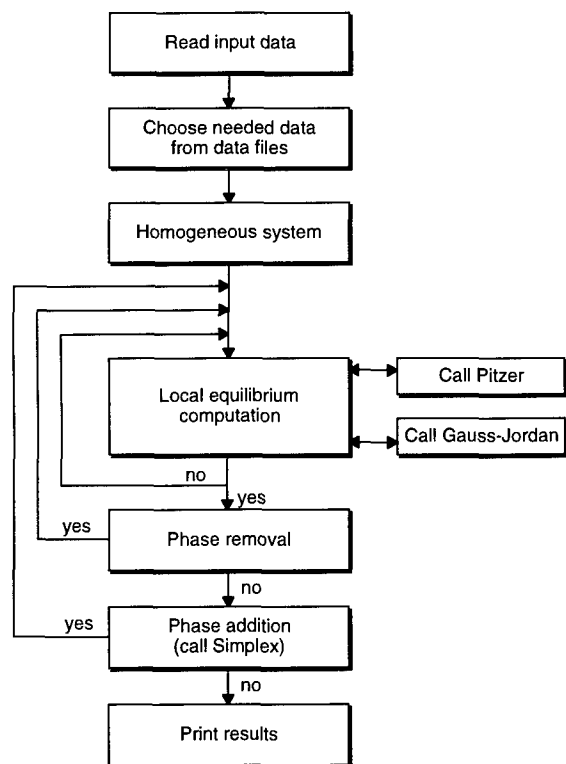 Read input data
Choose needed data
from data files
Homogeneous system
Local equilibrium
computation
Call Pitzer
Call Gauss-Jordan
no
yes
yes
Phase removal
no
yes
Phase addition
(call Simplex)
no
Print results